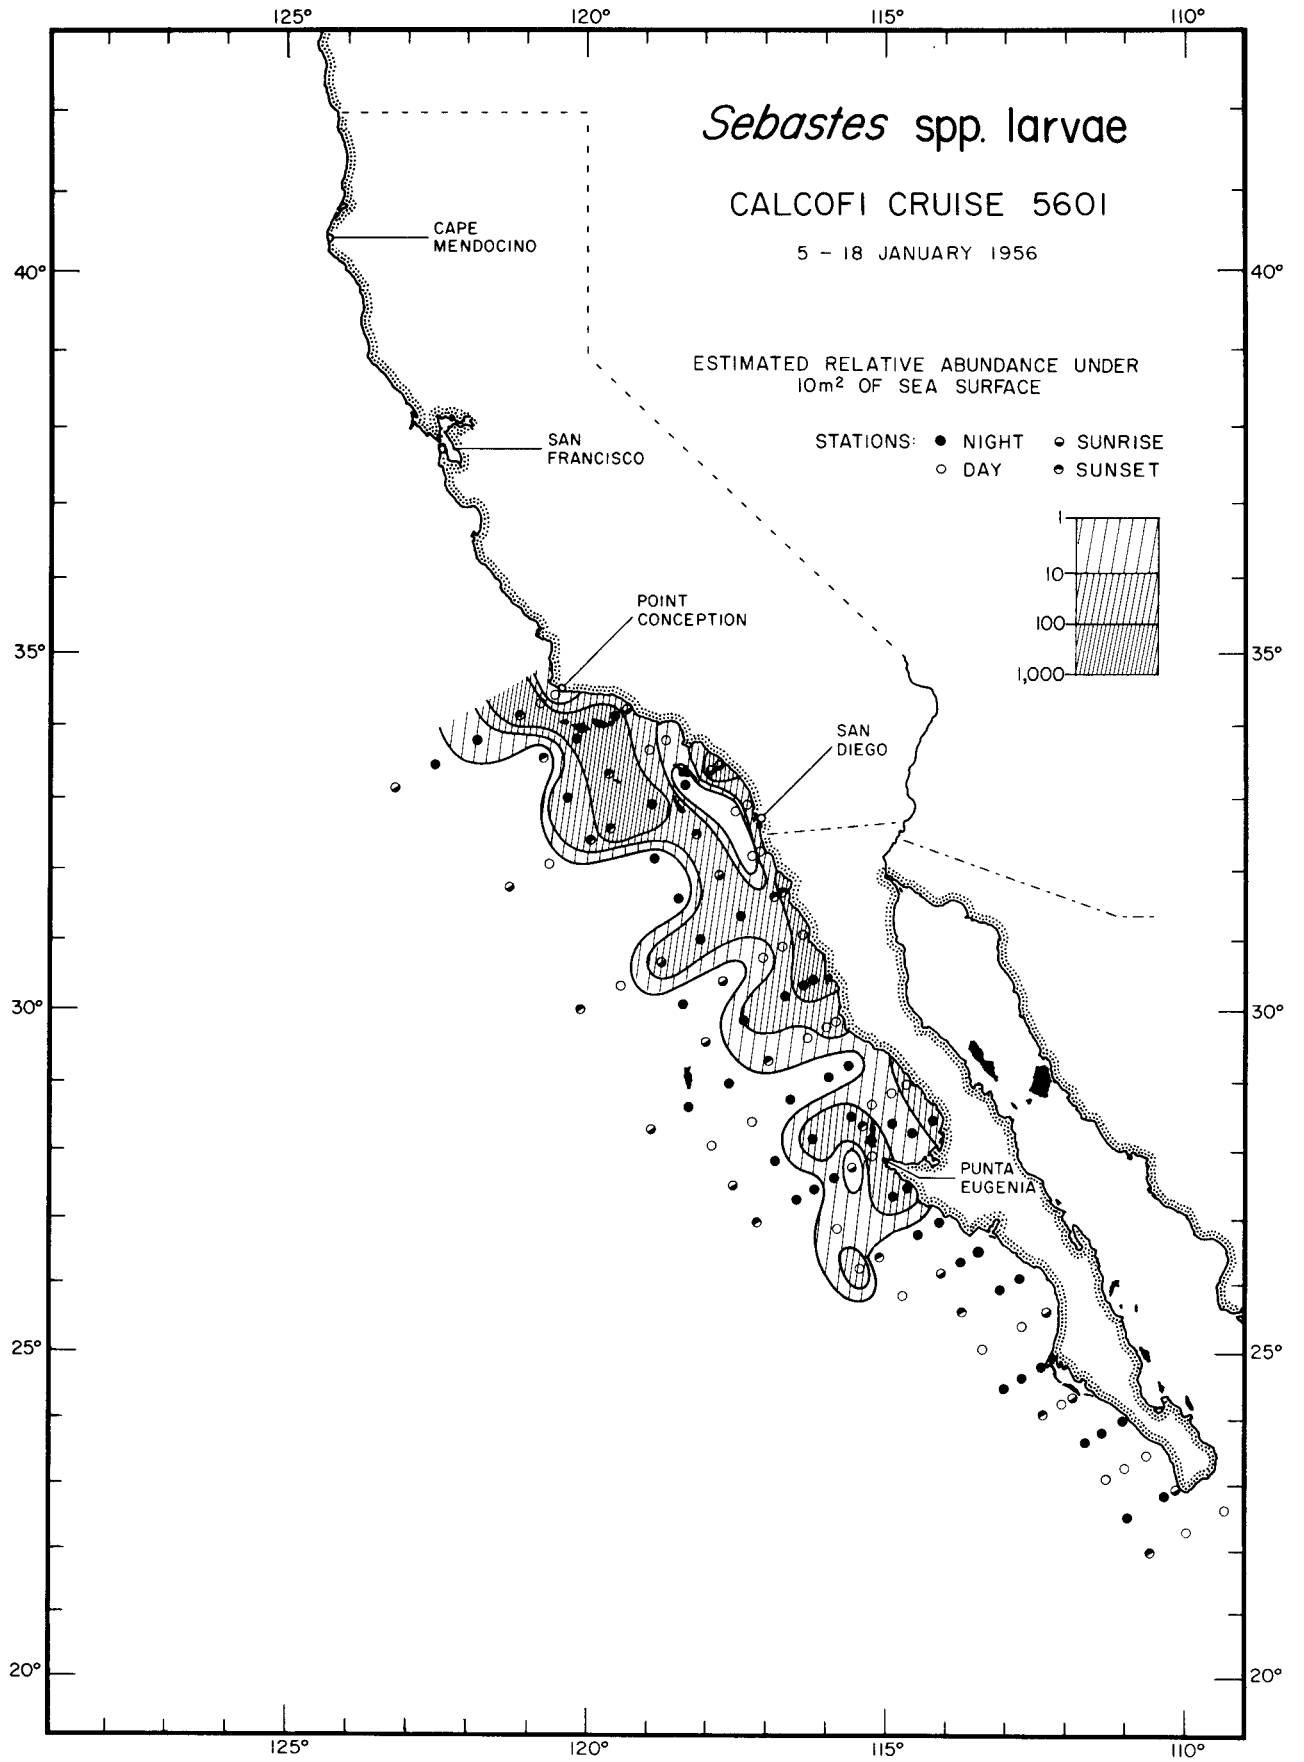 125° 120° 115° 110°
Sebastes spp. larvae
CALCOFI CRUISE 5601
5 – 18 JANUARY 1956
CAPE
MENDOCINO
40° 40°
ESTIMATED RELATIVE ABUNDANCE UNDER
10m² OF SEA SURFACE
STATIONS: ● NIGHT ◒ SUNRISE
○ DAY ◓ SUNSET
SAN
FRANCISCO
1
10
100
1,000
POINT
CONCEPTION
35° 35°
SAN
DIEGO
30° 30°
PUNTA
EUGENIA
25° 25°
20° 20°
125° 120° 115° 110°